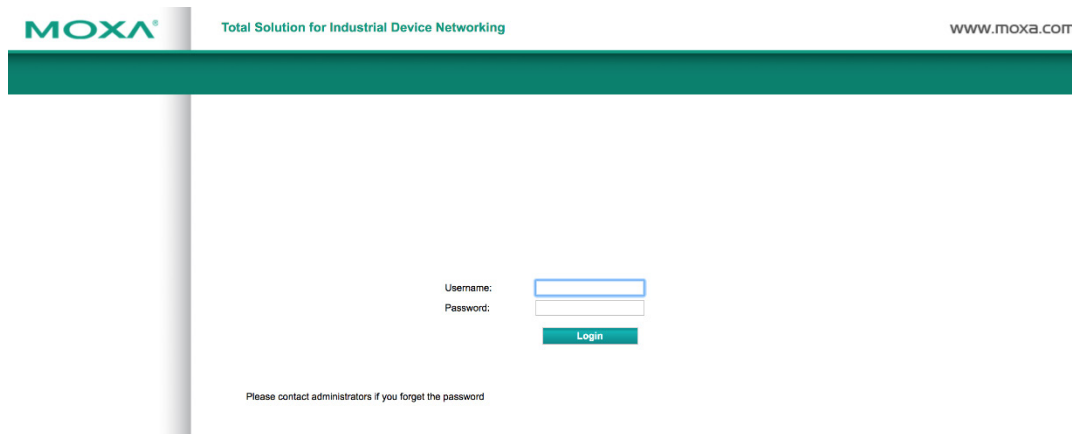 MOXA®
Total Solution for Industrial Device Networking
www.moxa.com
Username:
Password:
Login
Please contact administrators if you forget the password